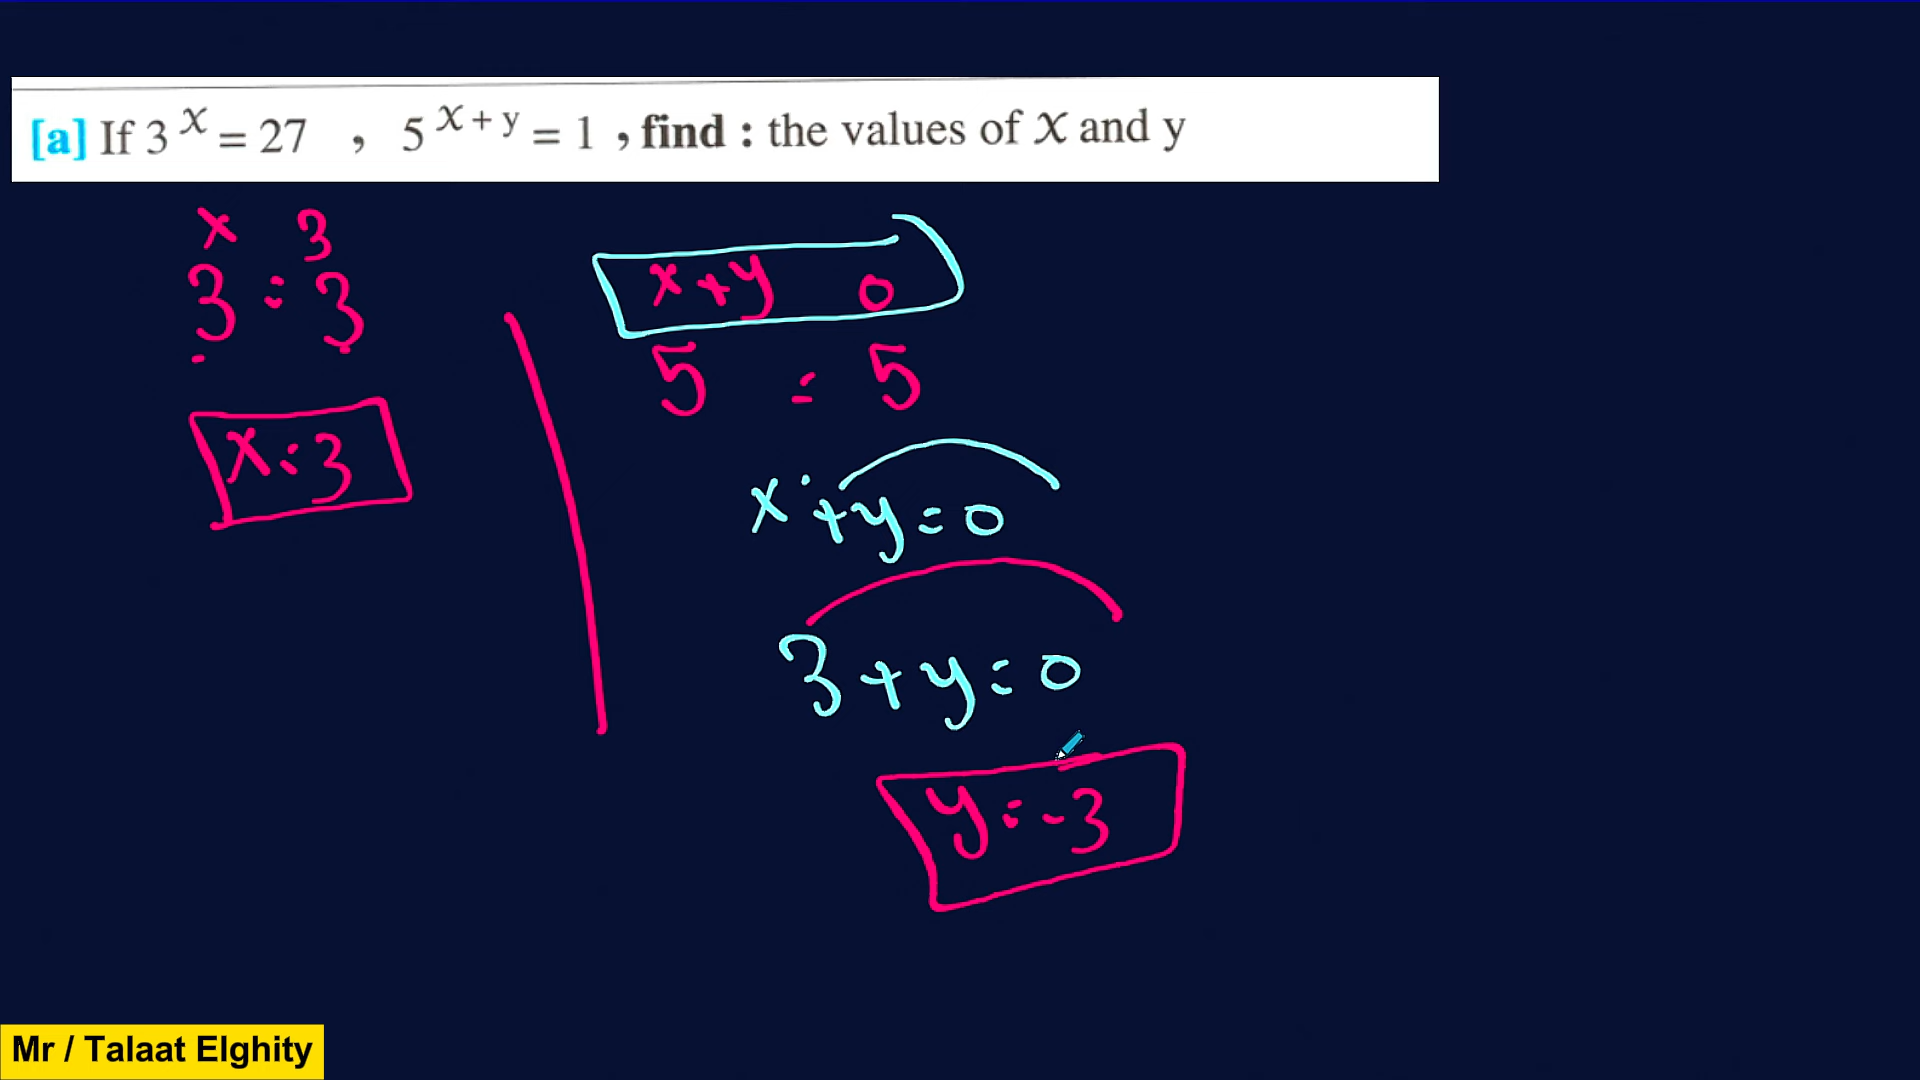 [a] If 3^x = 27 , 5^(x+y) = 1 , find : the values of x and y
3^x = 3^3
x = 3
5^(x+y) = 5^0
x + y = 0
3 + y = 0
y = -3
Mr / Talaat Elghity